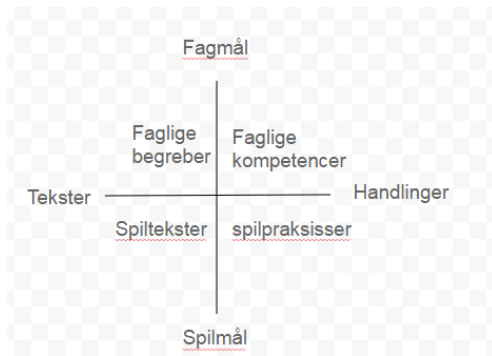 Fagmål
Faglige
begreber
Faglige
kompetencer
Tekster
Handlinger
Spiltekster
spilpraksisser
Spilmål